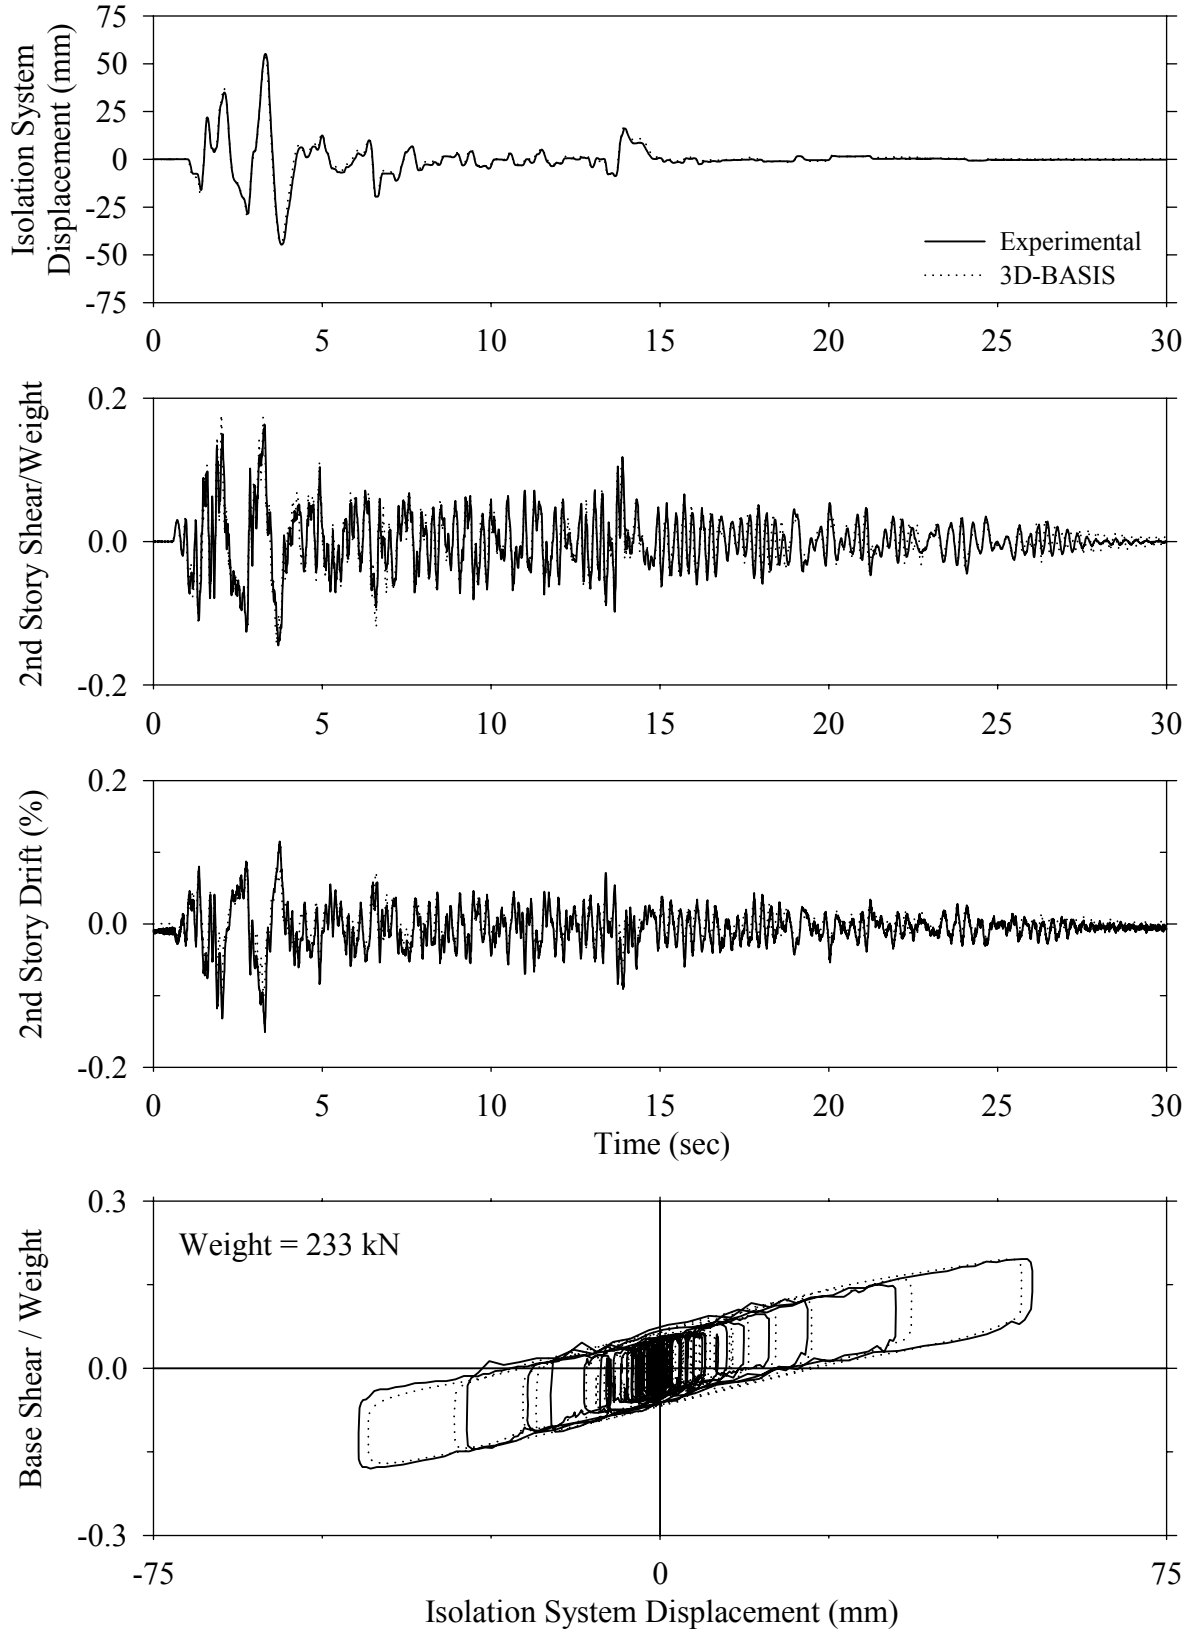 Isolation System
Displacement (mm)
75
50
25
0
-25
-50
-75
Experimental
3D-BASIS
0 5 10 15 20 25 30
2nd Story Shear/Weight
0.2
0.0
-0.2
0 5 10 15 20 25 30
2nd Story Drift (%)
0.2
0.0
-0.2
0 5 10 15 20 25 30
Time (sec)
Base Shear / Weight
0.3
0.0
-0.3
Weight = 233 kN
-75 0 75
Isolation System Displacement (mm)